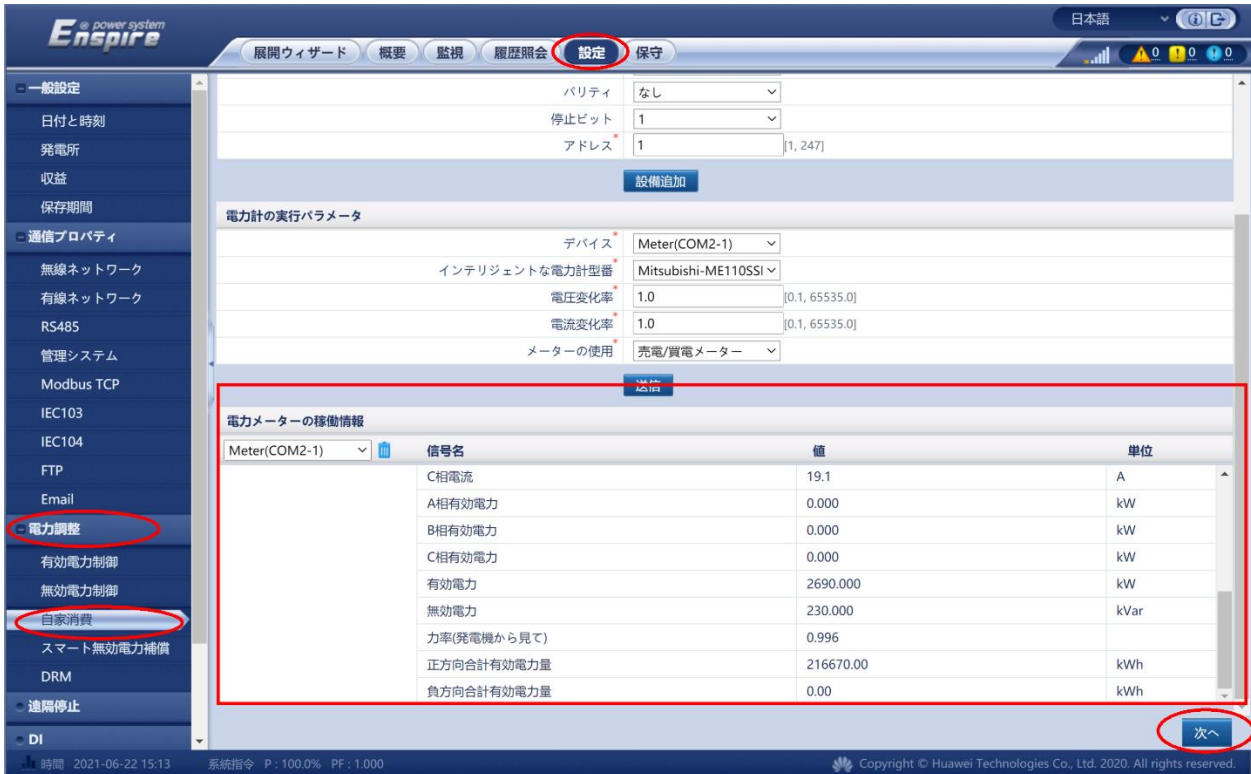 e power system
Enspire
日本語
展開ウィザード 概要 監視 履歴照会 設定 保守
0 0 0
一般設定
日付と時刻
発電所
収益
保存期間
通信プロパティ
無線ネットワーク
有線ネットワーク
RS485
管理システム
Modbus TCP
IEC103
IEC104
FTP
Email
電力調整
有効電力制御
無効電力制御
自家消費
スマート無効電力補償
DRM
遠隔停止
DI
パリティ なし
停止ビット 1
アドレス* 1 [1, 247]
設備追加
電力計の実行パラメータ
デバイス* Meter(COM2-1)
インテリジェントな電力計型番* Mitsubishi-ME110SSI
電圧変化率* 1.0 [0.1, 65535.0]
電流変化率* 1.0 [0.1, 65535.0]
メーターの使用* 売電/買電メーター
送信
電力メーターの稼働情報
Meter(COM2-1) 信号名 値 単位
C相電流 19.1 A
A相有効電力 0.000 kW
B相有効電力 0.000 kW
C相有効電力 0.000 kW
有効電力 2690.000 kW
無効電力 230.000 kVar
力率(発電機から見て) 0.996
正方向合計有効電力量 216670.00 kWh
負方向合計有効電力量 0.00 kWh
次へ
時間 2021-06-22 15:13 系統指令 P : 100.0% PF : 1.000 Copyright © Huawei Technologies Co., Ltd. 2020. All rights reserved.